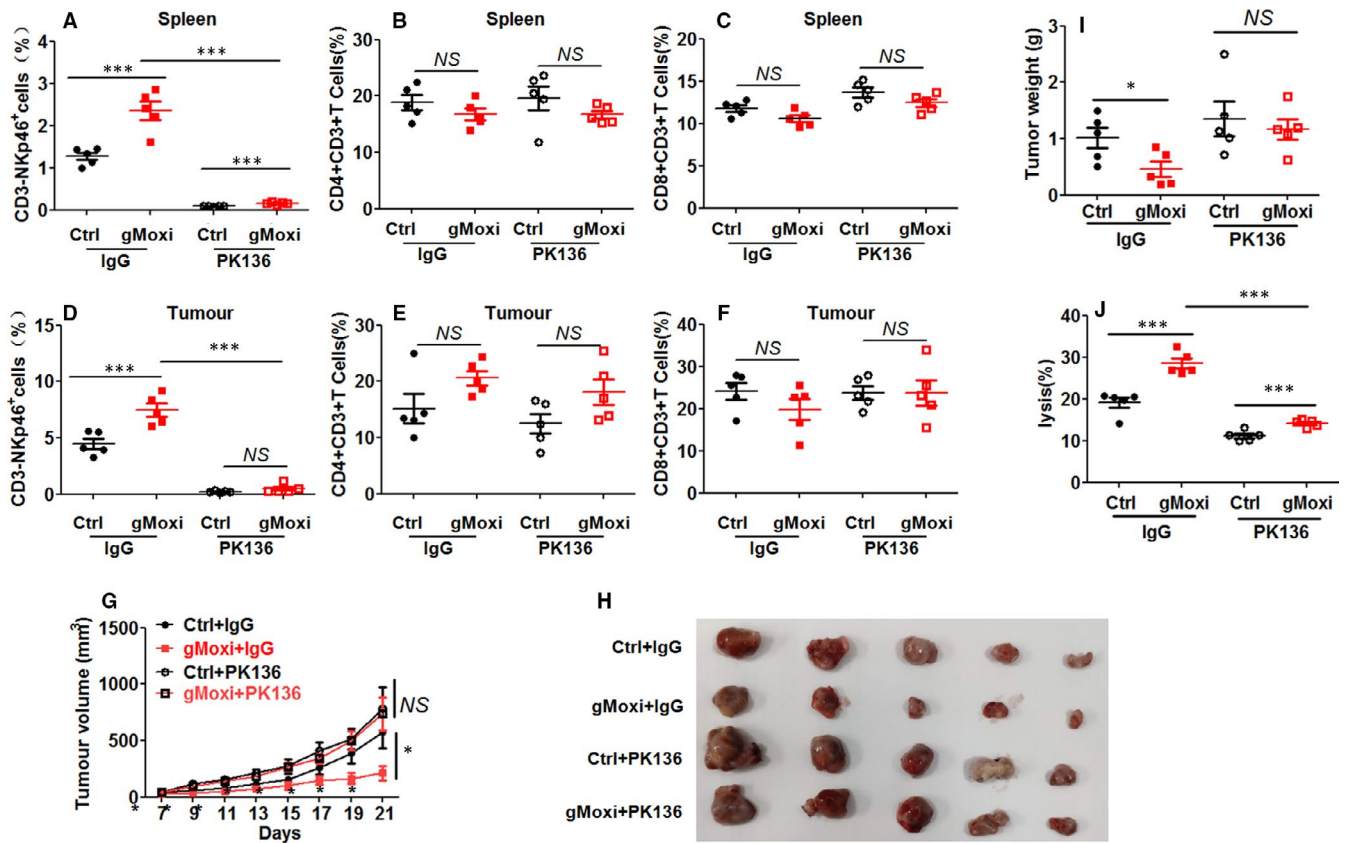 A
Spleen
CD3-NKp46+cells（%）
4
3
2
1
0
***
***
***
Ctrl gMoxi Ctrl gMoxi
IgG PK136
B
Spleen
CD4+CD3+T Cells(%)
40
30
20
10
0
NS
NS
Ctrl gMoxi Ctrl gMoxi
IgG PK136
C
Spleen
CD8+CD3+T Cells(%)
20
15
10
5
0
NS
NS
Ctrl gMoxi Ctrl gMoxi
IgG PK136
I
Tumor weight (g)
3
2
1
0
*
NS
Ctrl gMoxi Ctrl gMoxi
IgG PK136
D
Tumour
CD3-NKp46+cells（%）
15
10
5
0
***
***
NS
Ctrl gMoxi Ctrl gMoxi
IgG PK136
E
Tumour
CD4+CD3+T Cells(%)
30
20
10
0
NS
NS
Ctrl gMoxi Ctrl gMoxi
IgG PK136
F
Tumour
CD8+CD3+T Cells(%)
40
30
20
10
0
NS
NS
Ctrl gMoxi Ctrl gMoxi
IgG PK136
J
lysis(%)
40
30
20
10
0
***
***
***
Ctrl gMoxi Ctrl gMoxi
IgG PK136
G
Tumour volume (mm3)
1500
1000
500
0
Ctrl+IgG
gMoxi+IgG
Ctrl+PK136
gMoxi+PK136
NS
*
* * * * * * * *
7 9 11 13 15 17 19 21
Days
H
Ctrl+IgG
gMoxi+IgG
Ctrl+PK136
gMoxi+PK136